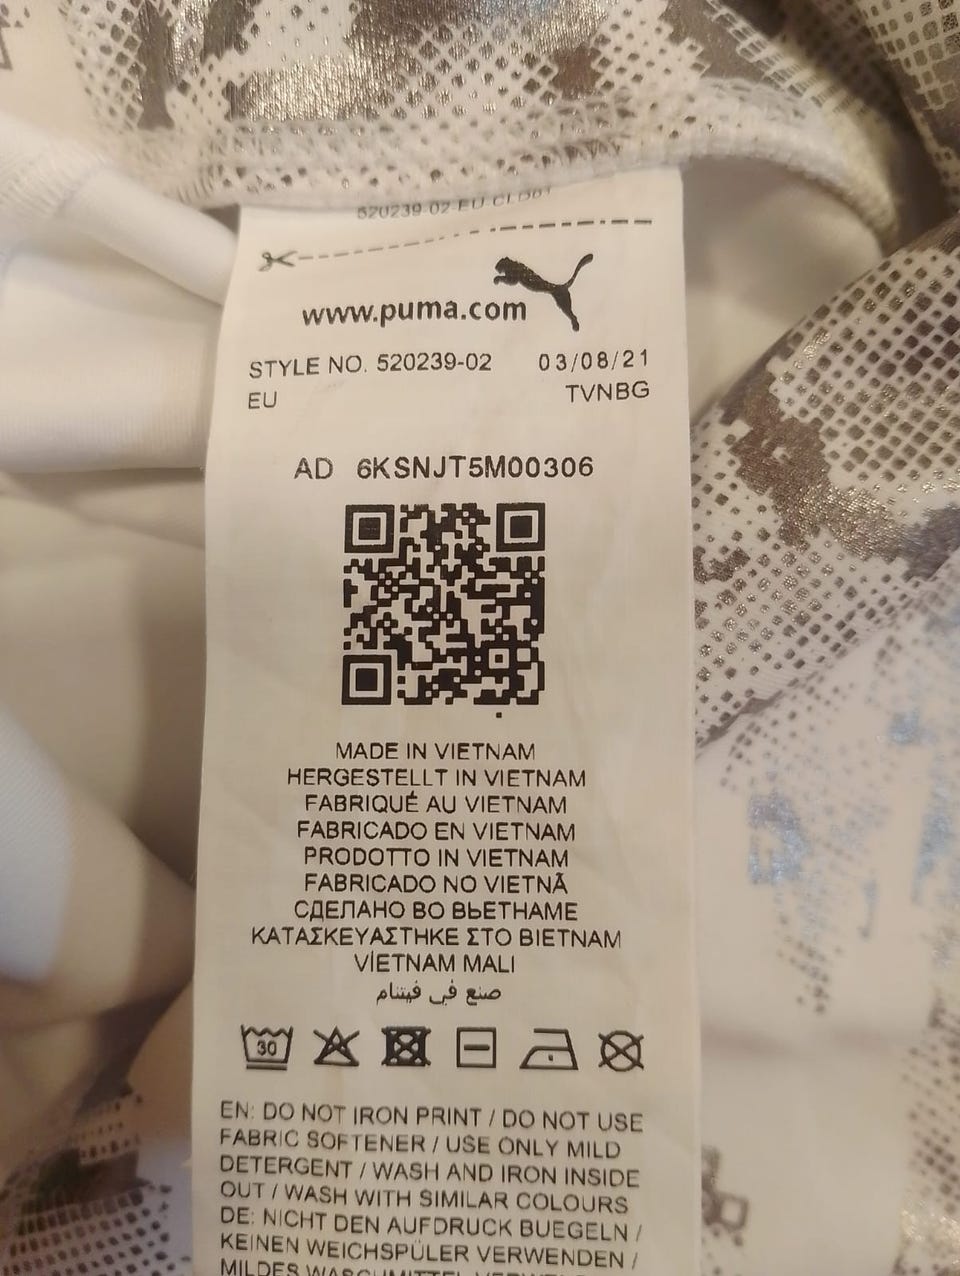 520239-02 EU CLD01
www.puma.com
STYLE NO. 520239-02 03/08/21
EU TVNBG
AD 6KSNJT5M00306
MADE IN VIETNAM
HERGESTELLT IN VIETNAM
FABRIQUÉ AU VIETNAM
FABRICADO EN VIETNAM
PRODOTTO IN VIETNAM
FABRICADO NO VIETNÃ
СДЕЛАНО ВО ВЬЕТНАМЕ
ΚΑΤΑΣΚΕΥΑΣΤΗΚΕ ΣΤΟ ΒΙΕΤΝΑΜ
VİETNAM MALI
صنع في فيتنام
30
EN: DO NOT IRON PRINT / DO NOT USE
FABRIC SOFTENER / USE ONLY MILD
DETERGENT / WASH AND IRON INSIDE
OUT / WASH WITH SIMILAR COLOURS
DE: NICHT DEN AUFDRUCK BUEGELN /
KEINEN WEICHSPÜLER VERWENDEN /
MILDES WASCHMITTEL